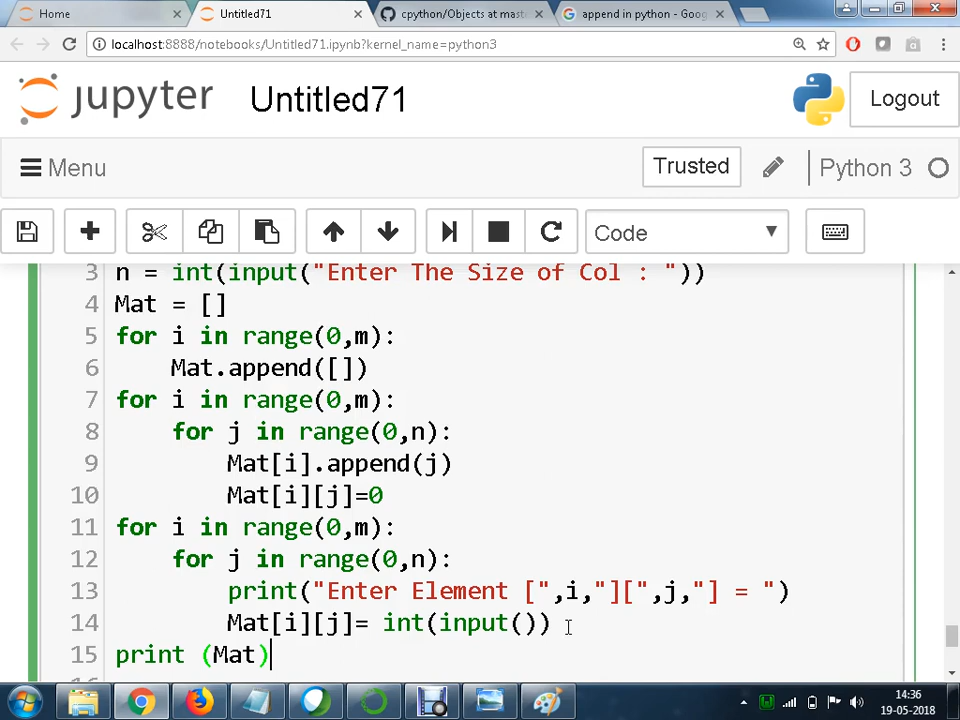 Home
Untitled71
cpython/Objects at maste
append in python - Goog
localhost:8888/notebooks/Untitled71.ipynb?kernel_name=python3
jupyter Untitled71
Logout
Menu
Trusted
Python 3
Code
3 n = int(input("Enter The Size of Col : "))
4 Mat = []
5 for i in range(0,m):
6 Mat.append([])
7 for i in range(0,m):
8 for j in range(0,n):
9 Mat[i].append(j)
10 Mat[i][j]=0
11 for i in range(0,m):
12 for j in range(0,n):
13 print("Enter Element [",i,"][",j,"] = ")
14 Mat[i][j]= int(input())
15 print (Mat)
14:36
19-05-2018